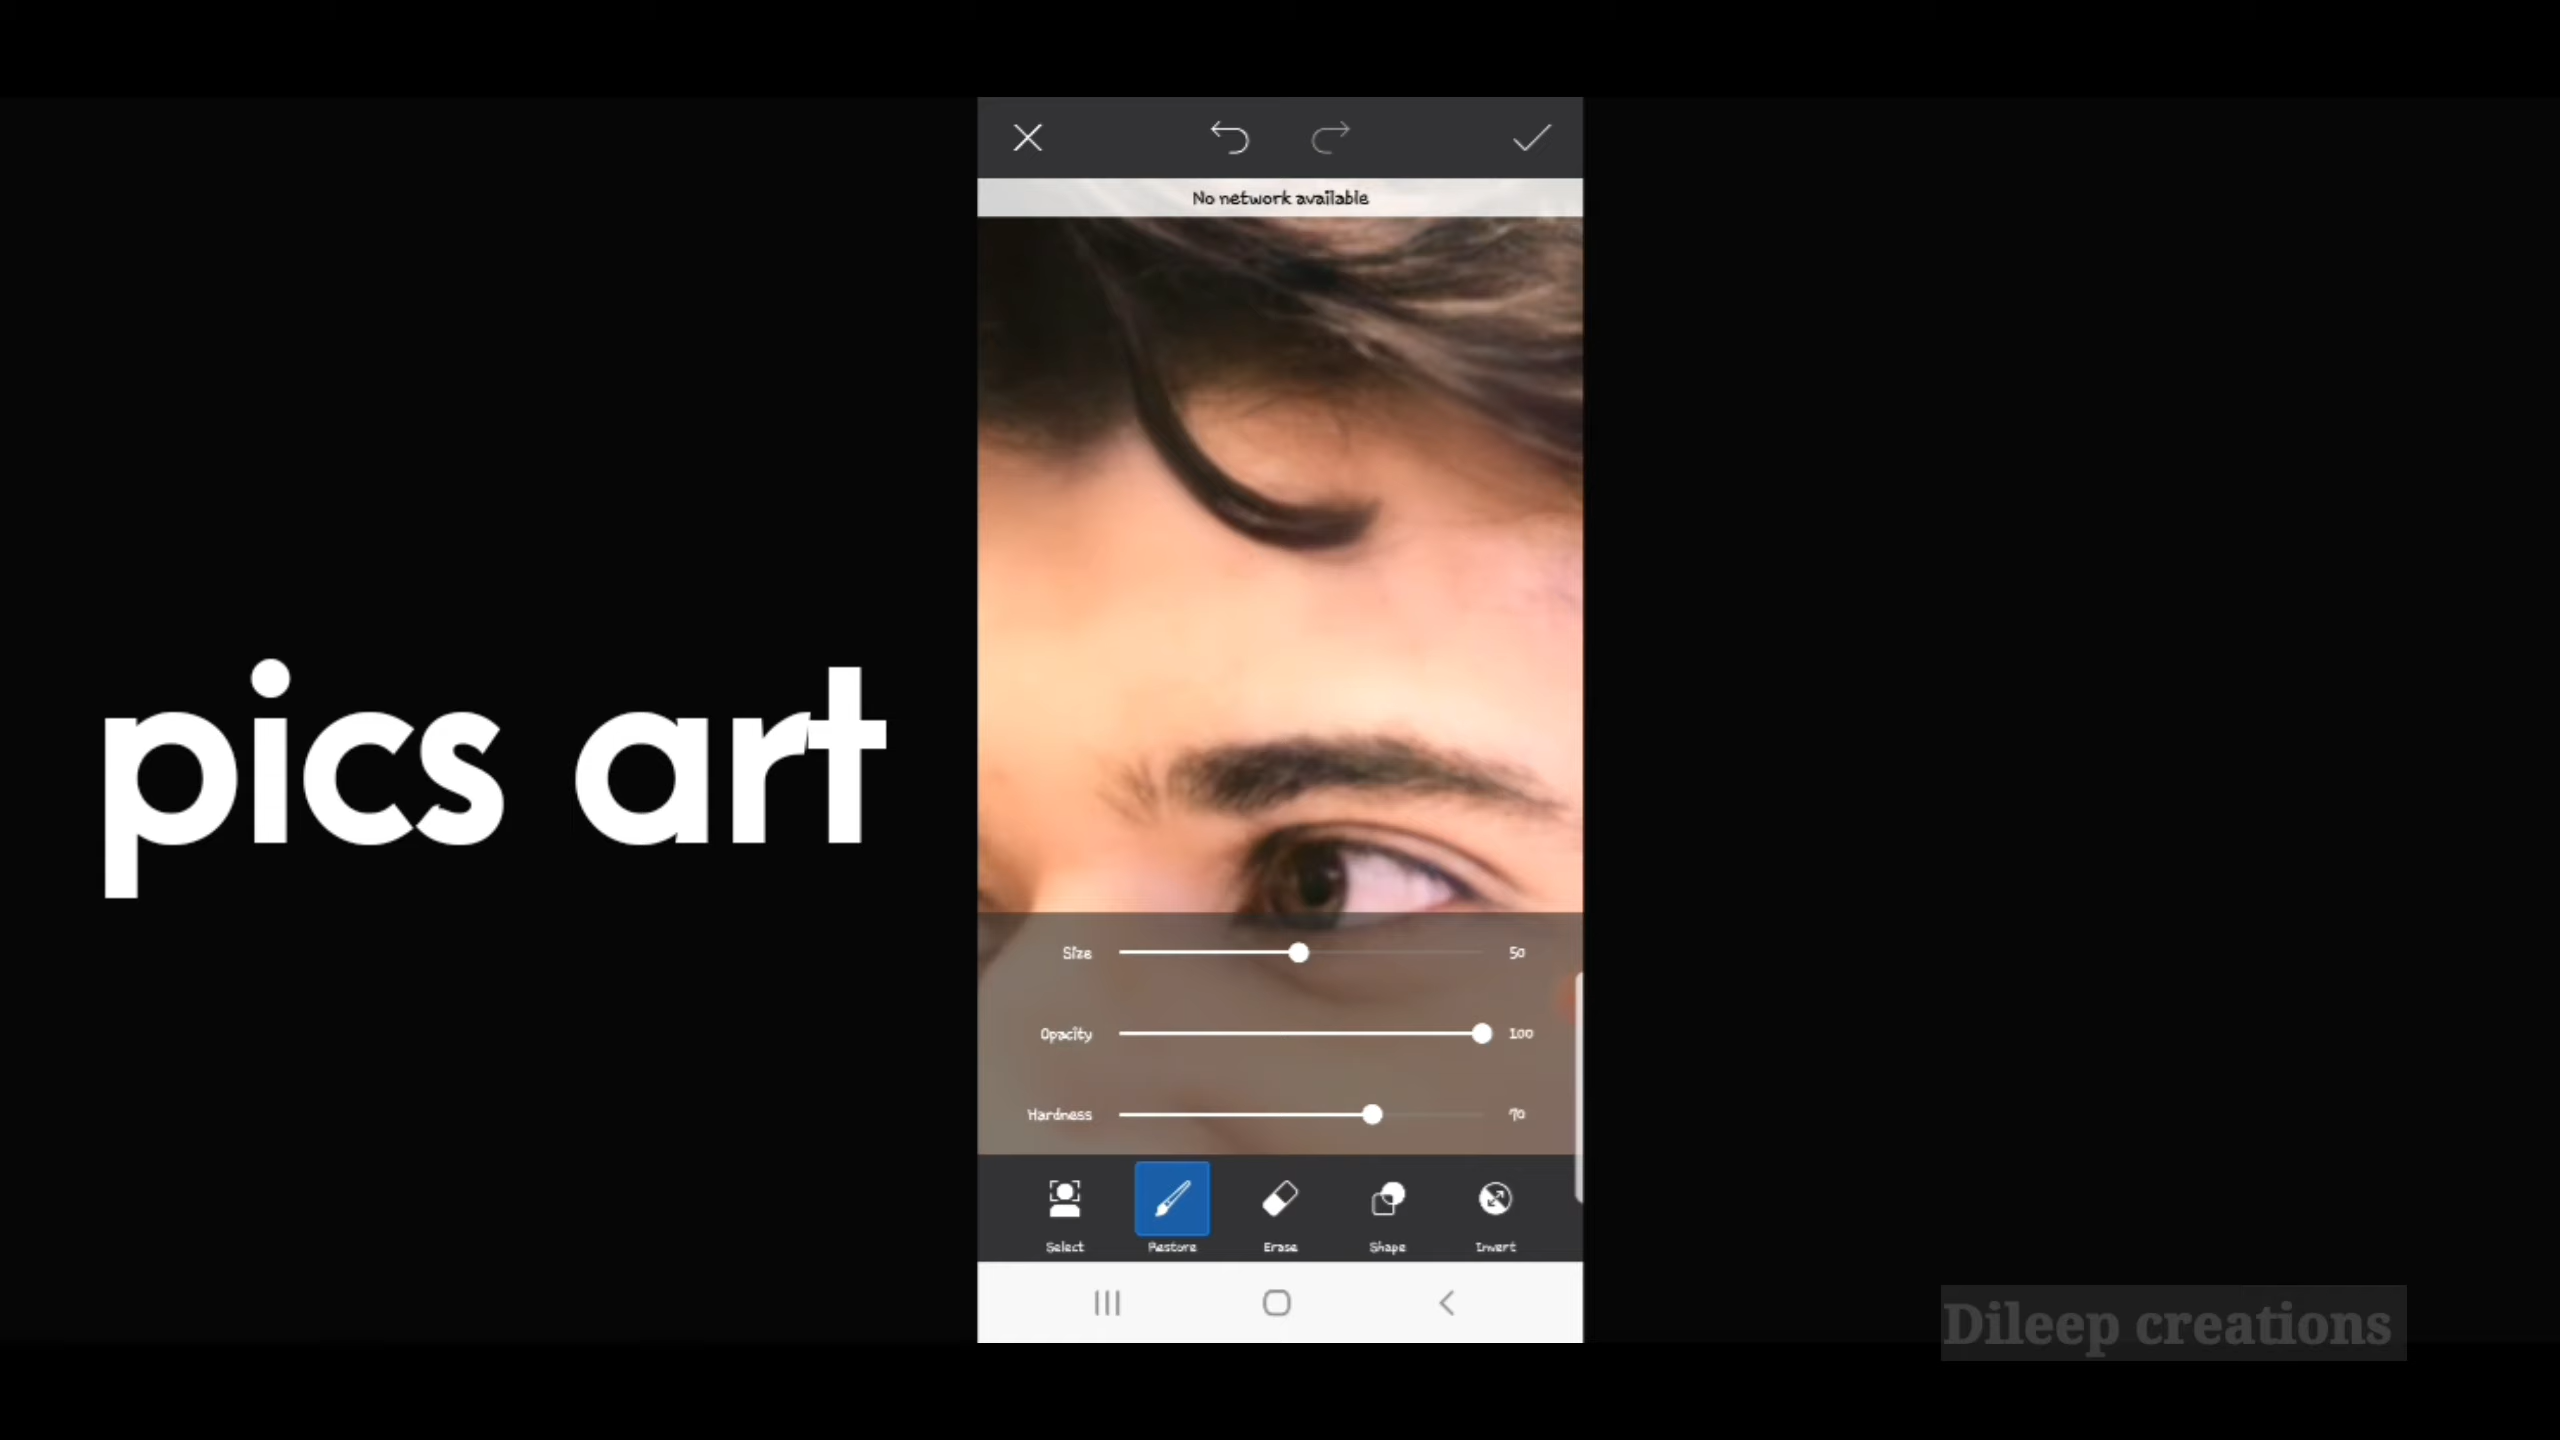 No network available
pics art
Size 50
Opacity 100
Hardness 70
Select Restore Erase Shape Invert
Dileep creations